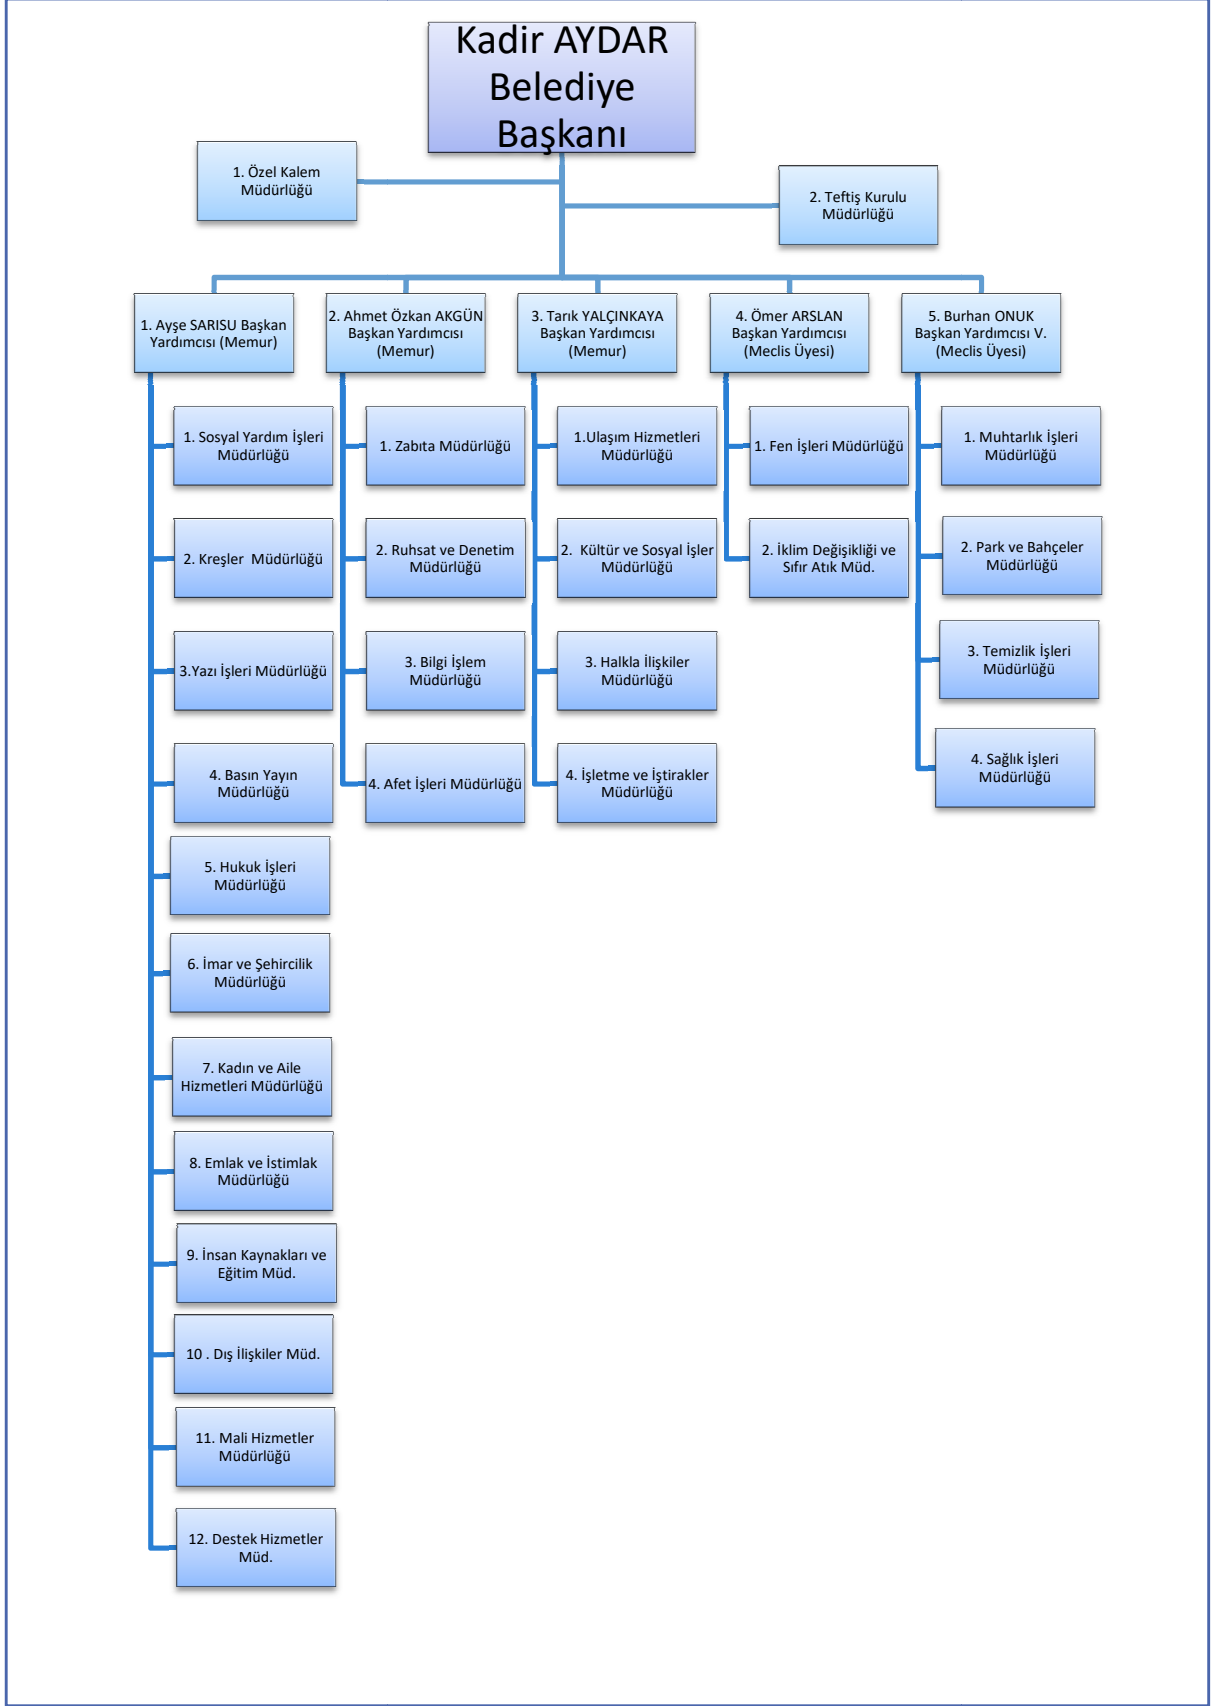 Kadir AYDAR
Belediye
Başkanı
1. Özel Kalem
Müdürlüğü
2. Teftiş Kurulu
Müdürlüğü
1. Ayşe SARISU Başkan
Yardımcısı (Memur)
2. Ahmet Özkan AKGÜN
Başkan Yardımcısı
(Memur)
3. Tarık YALÇINKAYA
Başkan Yardımcısı
(Memur)
4. Ömer ARSLAN
Başkan Yardımcısı
(Meclis Üyesi)
5. Burhan ONUK
Başkan Yardımcısı V.
(Meclis Üyesi)
1. Sosyal Yardım İşleri
Müdürlüğü
2. Kreşler  Müdürlüğü
3.Yazı İşleri Müdürlüğü
4. Basın Yayın
Müdürlüğü
5. Hukuk İşleri
Müdürlüğü
6. İmar ve Şehircilik
Müdürlüğü
7. Kadın ve Aile
Hizmetleri Müdürlüğü
8. Emlak ve İstimlak
Müdürlüğü
9. İnsan Kaynakları ve
Eğitim Müd.
10 . Dış İlişkiler Müd.
11. Mali Hizmetler
Müdürlüğü
12. Destek Hizmetler
Müd.
1. Zabıta Müdürlüğü
2. Ruhsat ve Denetim
Müdürlüğü
3. Bilgi İşlem
Müdürlüğü
4. Afet İşleri Müdürlüğü
1.Ulaşım Hizmetleri
Müdürlüğü
2.  Kültür ve Sosyal İşler
Müdürlüğü
3. Halkla İlişkiler
Müdürlüğü
4. İşletme ve İştirakler
Müdürlüğü
1. Fen İşleri Müdürlüğü
2. İklim Değişikliği ve
Sıfır Atık Müd.
1. Muhtarlık İşleri
Müdürlüğü
2. Park ve Bahçeler
Müdürlüğü
3. Temizlik İşleri
Müdürlüğü
4. Sağlık İşleri
Müdürlüğü